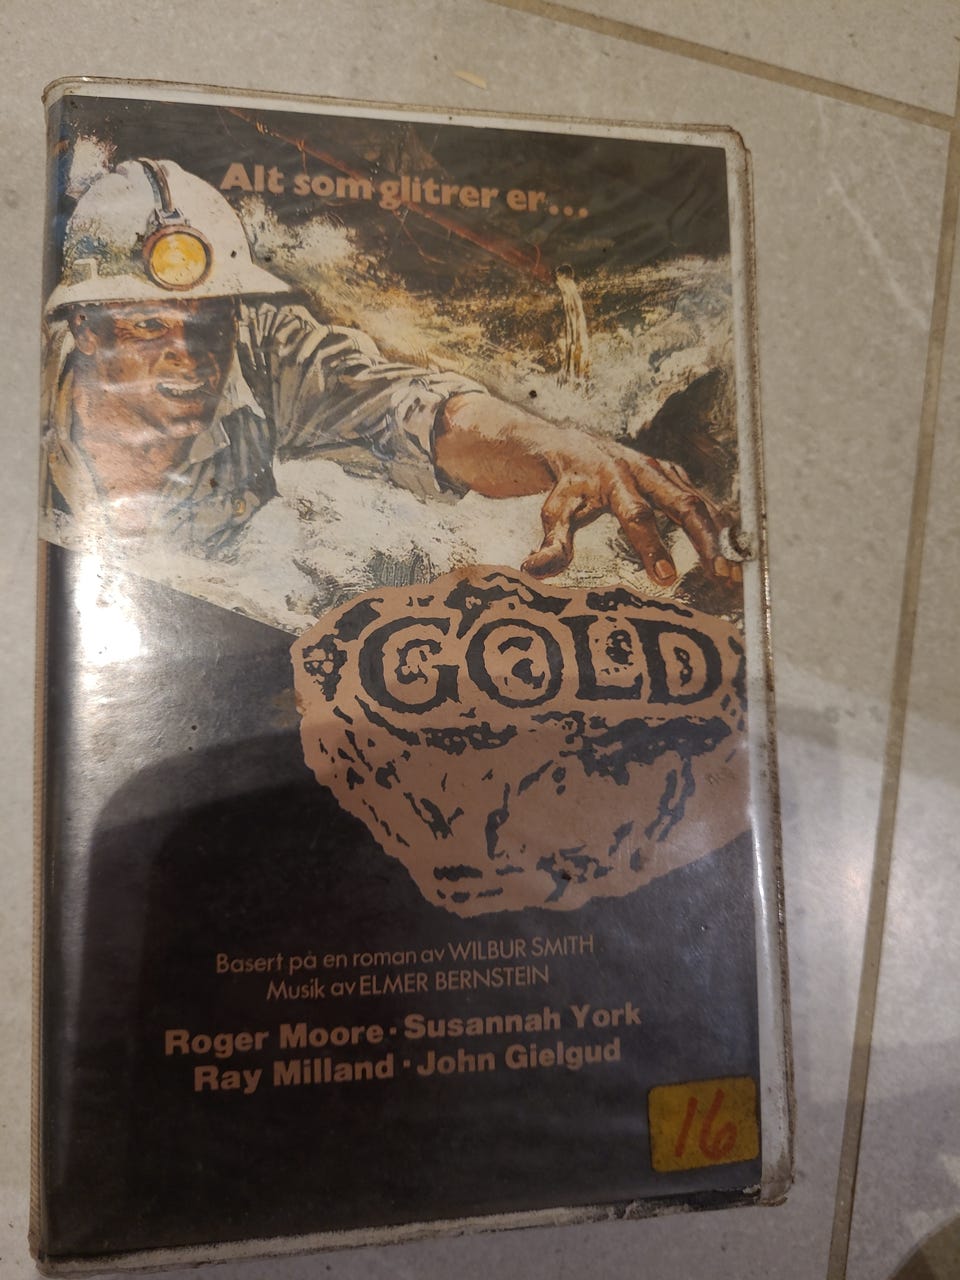 Alt som glitrer er...
GOLD
Basert på en roman av WILBUR SMITH
Musik av ELMER BERNSTEIN
Roger Moore · Susannah York
Ray Milland · John Gielgud
16